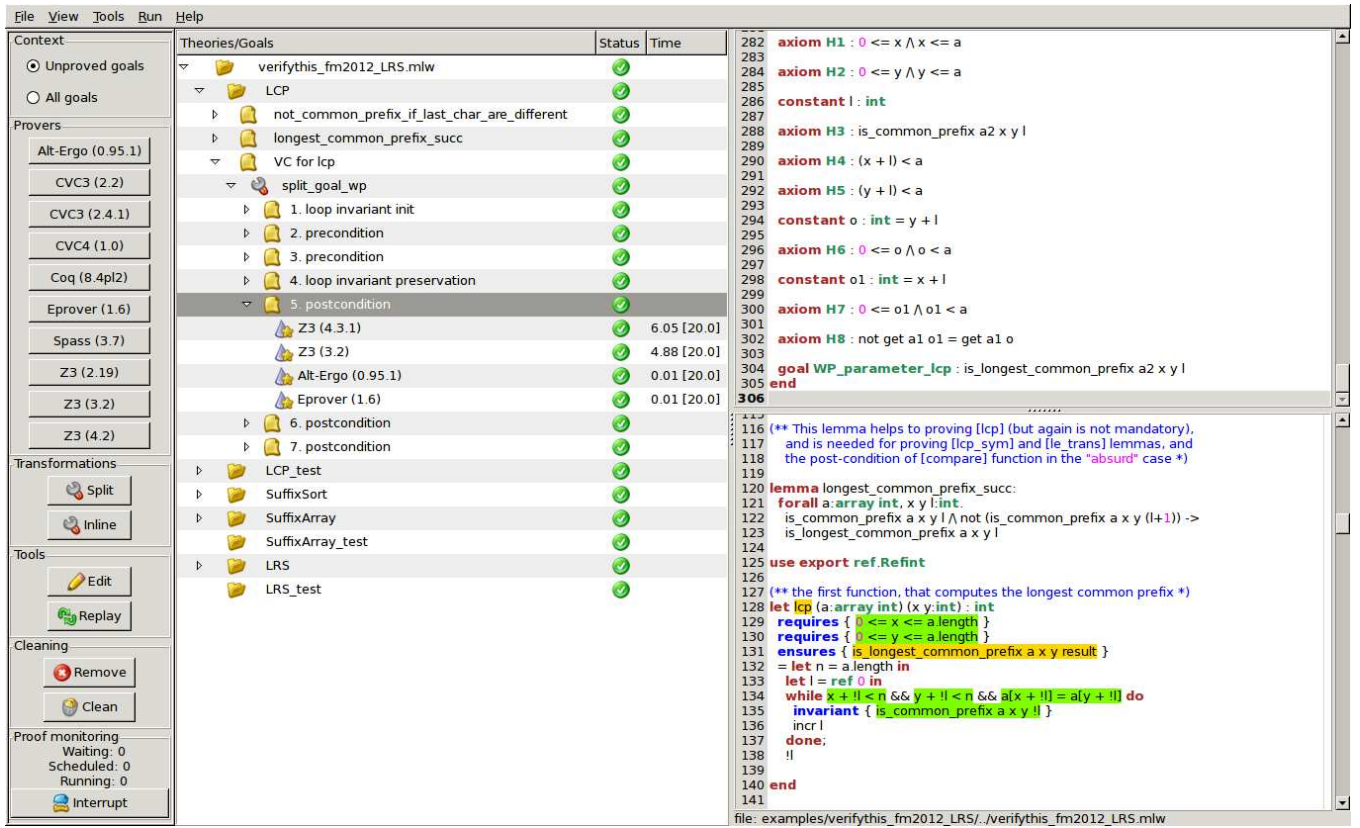 File View Tools Run Help
Context
Unproved goals
All goals
Provers
Alt-Ergo (0.95.1)
CVC3 (2.2)
CVC3 (2.4.1)
CVC4 (1.0)
Coq (8.4pl2)
Eprover (1.6)
Spass (3.7)
Z3 (2.19)
Z3 (3.2)
Z3 (4.2)
Transformations
Split
Inline
Tools
Edit
Replay
Cleaning
Remove
Clean
Proof monitoring
Waiting: 0
Scheduled: 0
Running: 0
Interrupt
Theories/Goals Status Time
verifythis_fm2012_LRS.mlw
LCP
not_common_prefix_if_last_char_are_different
longest_common_prefix_succ
VC for lcp
split_goal_wp
1. loop invariant init
2. precondition
3. precondition
4. loop invariant preservation
5. postcondition
Z3 (4.3.1) 6.05 [20.0]
Z3 (3.2) 4.88 [20.0]
Alt-Ergo (0.95.1) 0.01 [20.0]
Eprover (1.6) 0.01 [20.0]
6. postcondition
7. postcondition
LCP_test
SuffixSort
SuffixArray
SuffixArray_test
LRS
LRS_test
282 axiom H1 : 0 <= x /\ x <= a
283
284 axiom H2 : 0 <= y /\ y <= a
285
286 constant l : int
287
288 axiom H3 : is_common_prefix a2 x y l
289
290 axiom H4 : (x + l) < a
291
292 axiom H5 : (y + l) < a
293
294 constant o : int = y + l
295
296 axiom H6 : 0 <= o /\ o < a
297
298 constant o1 : int = x + l
299
300 axiom H7 : 0 <= o1 /\ o1 < a
301
302 axiom H8 : not get a1 o1 = get a1 o
303
304 goal WP_parameter_lcp : is_longest_common_prefix a2 x y l
305 end
306
116 (** This lemma helps to proving [lcp] (but again is not mandatory),
117 and is needed for proving [lcp_sym] and [le_trans] lemmas, and
118 the post-condition of [compare] function in the "absurd" case *)
119
120 lemma longest_common_prefix_succ:
121 forall a:array int, x y l:int.
122 is_common_prefix a x y l /\ not (is_common_prefix a x y (l+1)) ->
123 is_longest_common_prefix a x y l
124
125 use export ref.Refint
126
127 (** the first function, that computes the longest common prefix *)
128 let lcp (a:array int) (x y:int) : int
129 requires { 0 <= x <= a.length }
130 requires { 0 <= y <= a.length }
131 ensures { is_longest_common_prefix a x y result }
132 = let n = a.length in
133 let l = ref 0 in
134 while x + !l < n && y + !l < n && a[x + !l] = a[y + !l] do
135 invariant { is_common_prefix a x y !l }
136 incr l
137 done;
138 !l
139
140 end
141
file: examples/verifythis_fm2012_LRS/../verifythis_fm2012_LRS.mlw